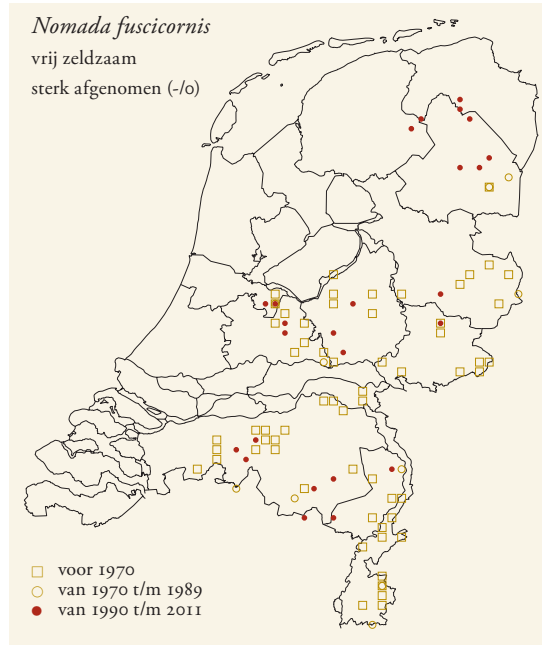 Nomada fuscicornis
vrij zeldzaam
sterk afgenomen (-/0)
voor 1970
van 1970 t/m 1989
van 1990 t/m 2011